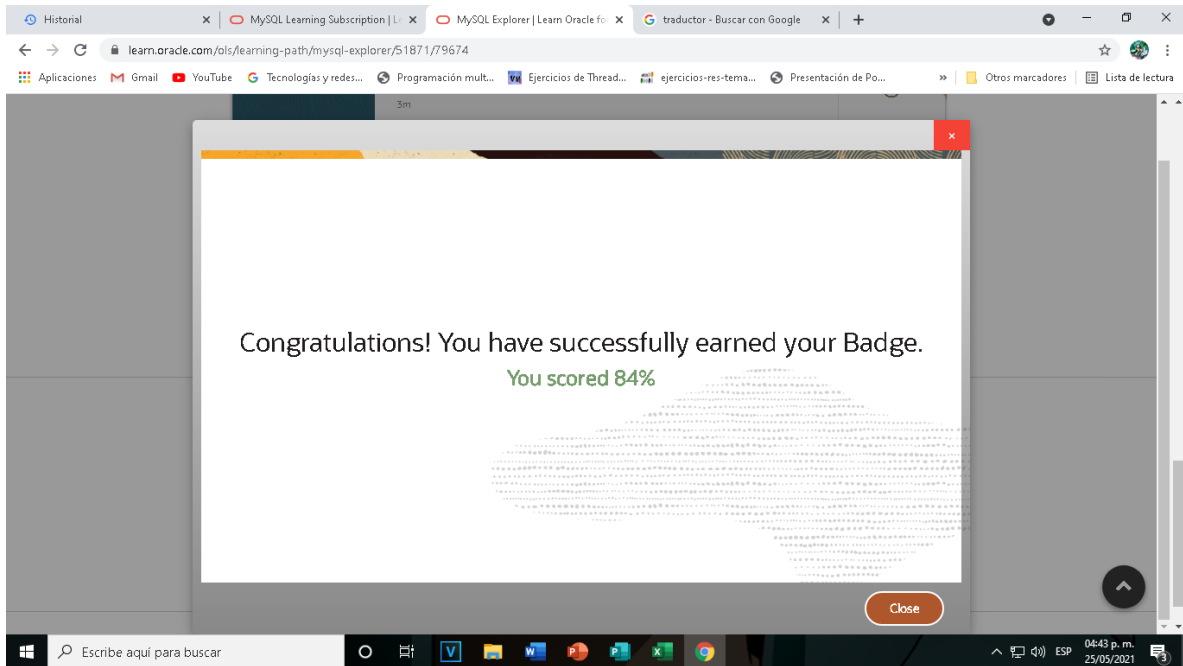 Historial
MySQL Learning Subscription | Le
MySQL Explorer | Learn Oracle fo
traductor - Buscar con Google
learn.oracle.com/ols/learning-path/mysql-explorer/51871/79674
Aplicaciones
Gmail
YouTube
Tecnologías y redes...
Programación mult...
Ejercicios de Thread...
ejercicios-res-tema...
Presentación de Po...
»
Otros marcadores
Lista de lectura
3m
Congratulations! You have successfully earned your Badge.
You scored 84%
Close
Escribe aquí para buscar
ESP
04:43 p. m.
25/05/2021
3